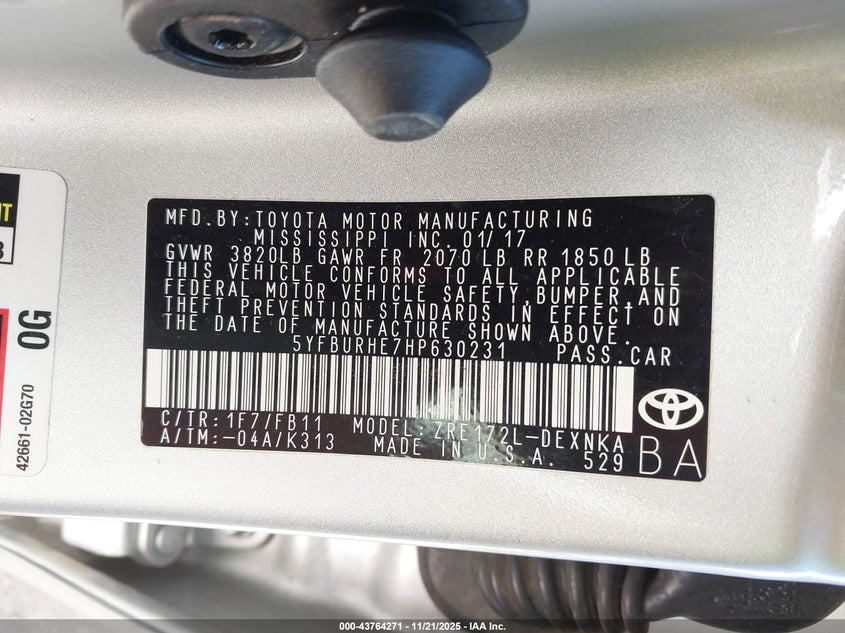 MFD.BY:TOYOTA MOTOR MANUFACTURING
MISSISSIPPI INC. 01/17
GVWR 3820LB GAWR FR 2070 LB RR 1850 LB
THIS VEHICLE CONFORMS TO ALL APPLICABLE
FEDERAL MOTOR VEHICLE SAFETY,BUMPER,AND
THEFT PREVENTION STANDARDS IN EFFECT ON
THE DATE OF MANUFACTURE SHOWN ABOVE.
5YFBURHE7HP630231 PASS.CAR
C/TR: 1F7/FB11 MODEL: ZRE172L-DEXNKA
A/TM:-04A/K313 MADE IN U.S.A. 529
BA
0G
42661-02G70
000-43764271 - 11/21/2025 - IAA Inc.